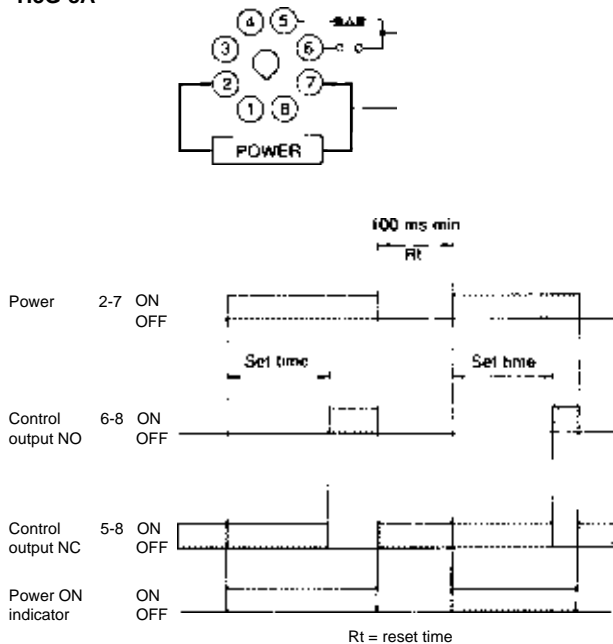 4 5
3 6
2 7
1 8
POWER
100 ms min
Rt
Power 2-7 ON
OFF
Set time Set time
Control 6-8 ON
output NO OFF
Control 5-8 ON
output NC OFF
Power ON ON
indicator OFF
Rt = reset time